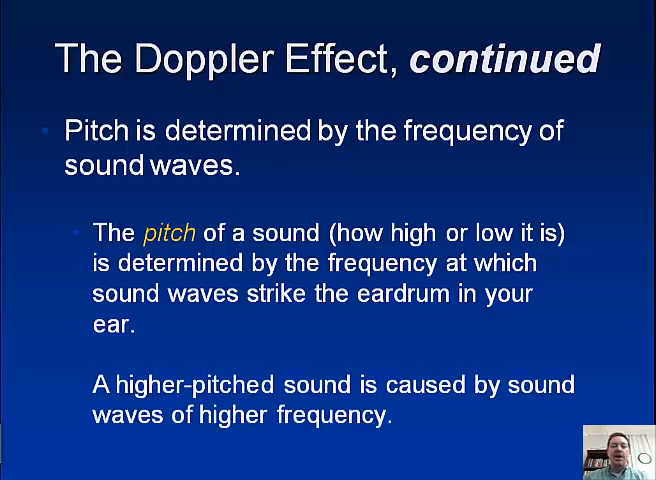 The Doppler Effect, continued
Pitch is determined by the frequency of
sound waves.
The pitch of a sound (how high or low it is)
is determined by the frequency at which
sound waves strike the eardrum in your
ear.
A higher-pitched sound is caused by sound
waves of higher frequency.